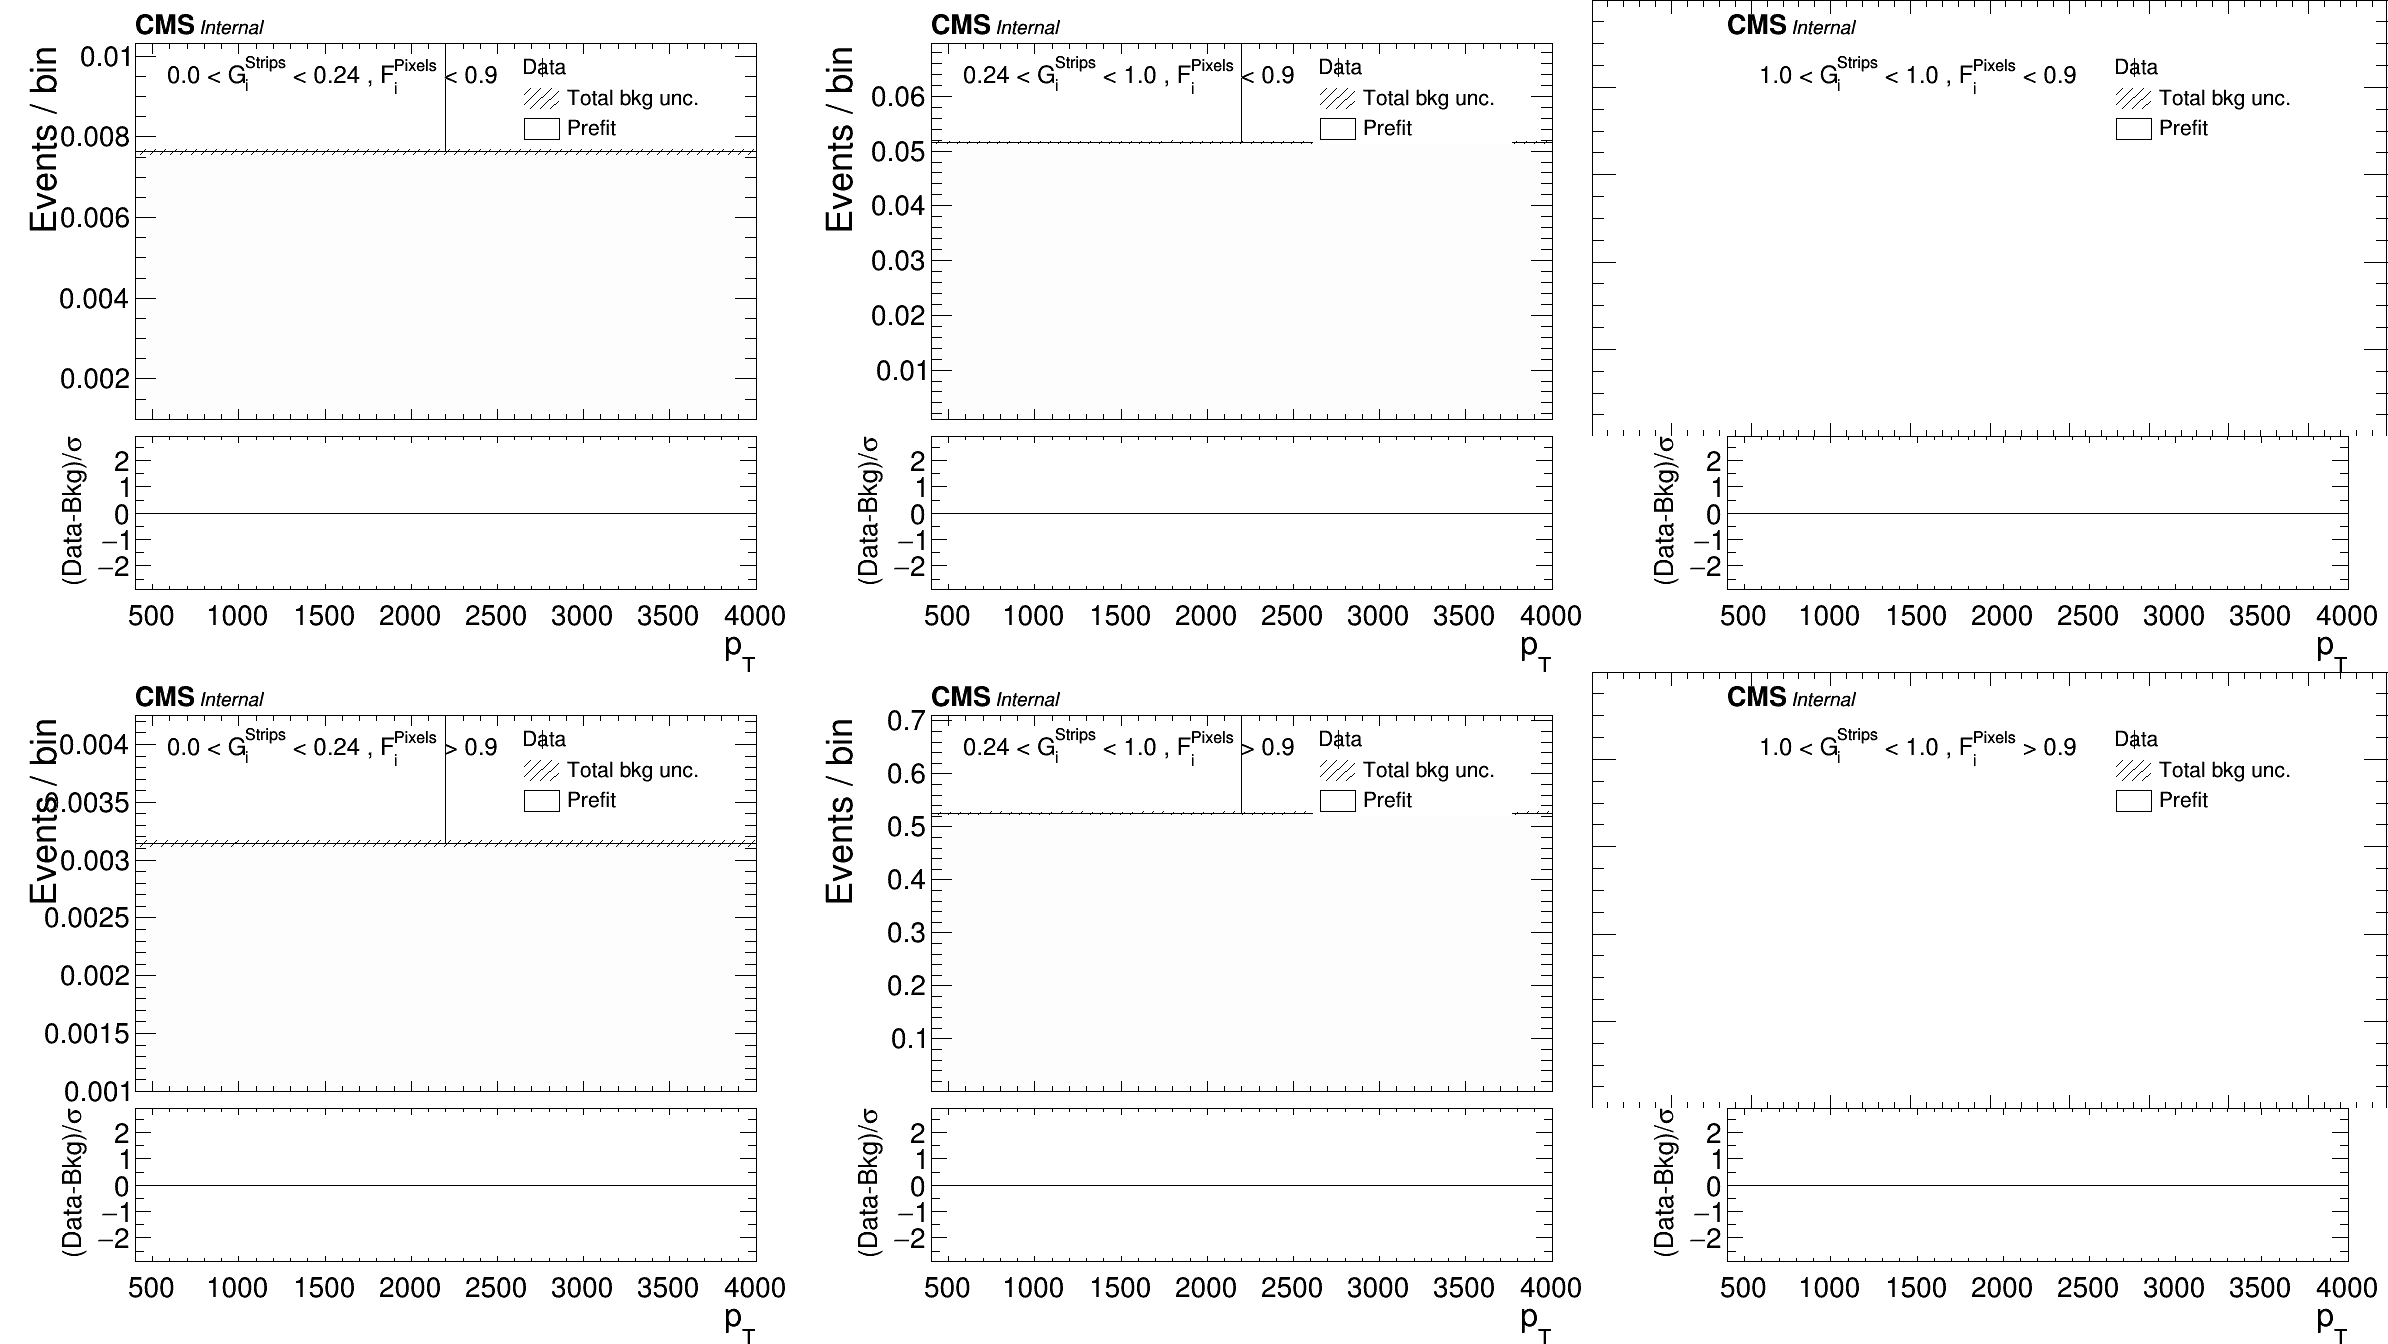 CMS Internal
0.0 < G_i^Strips < 0.24 , F_i^Pixels < 0.9
Data
Total bkg unc.
Prefit
Events / bin
0.01
0.008
0.006
0.004
0.002
(Data-Bkg)/σ
2
1
0
−1
−2
500 1000 1500 2000 2500 3000 3500 4000
p_T
CMS Internal
0.24 < G_i^Strips < 1.0 , F_i^Pixels < 0.9
Data
Total bkg unc.
Prefit
Events / bin
0.06
0.05
0.04
0.03
0.02
0.01
(Data-Bkg)/σ
2
1
0
−1
−2
500 1000 1500 2000 2500 3000 3500 4000
p_T
CMS Internal
1.0 < G_i^Strips < 1.0 , F_i^Pixels < 0.9
Data
Total bkg unc.
Prefit
(Data-Bkg)/σ
2
1
0
−1
−2
500 1000 1500 2000 2500 3000 3500 4000
p_T
CMS Internal
0.0 < G_i^Strips < 0.24 , F_i^Pixels > 0.9
Data
Total bkg unc.
Prefit
Events / bin
0.004
0.0035
0.003
0.0025
0.002
0.0015
0.001
(Data-Bkg)/σ
2
1
0
−1
−2
500 1000 1500 2000 2500 3000 3500 4000
p_T
CMS Internal
0.24 < G_i^Strips < 1.0 , F_i^Pixels > 0.9
Data
Total bkg unc.
Prefit
Events / bin
0.7
0.6
0.5
0.4
0.3
0.2
0.1
(Data-Bkg)/σ
2
1
0
−1
−2
500 1000 1500 2000 2500 3000 3500 4000
p_T
CMS Internal
1.0 < G_i^Strips < 1.0 , F_i^Pixels > 0.9
Data
Total bkg unc.
Prefit
(Data-Bkg)/σ
2
1
0
−1
−2
500 1000 1500 2000 2500 3000 3500 4000
p_T